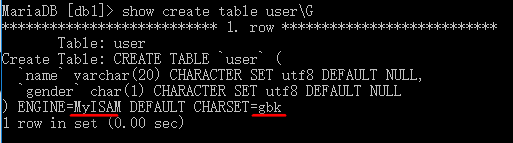 MariaDB [db1]> show create table user\G
*************************** 1. row ***************************
Table: user
Create Table: CREATE TABLE `user` (
`name` varchar(20) CHARACTER SET utf8 DEFAULT NULL,
`gender` char(1) CHARACTER SET utf8 DEFAULT NULL
) ENGINE=MyISAM DEFAULT CHARSET=gbk
1 row in set (0.00 sec)